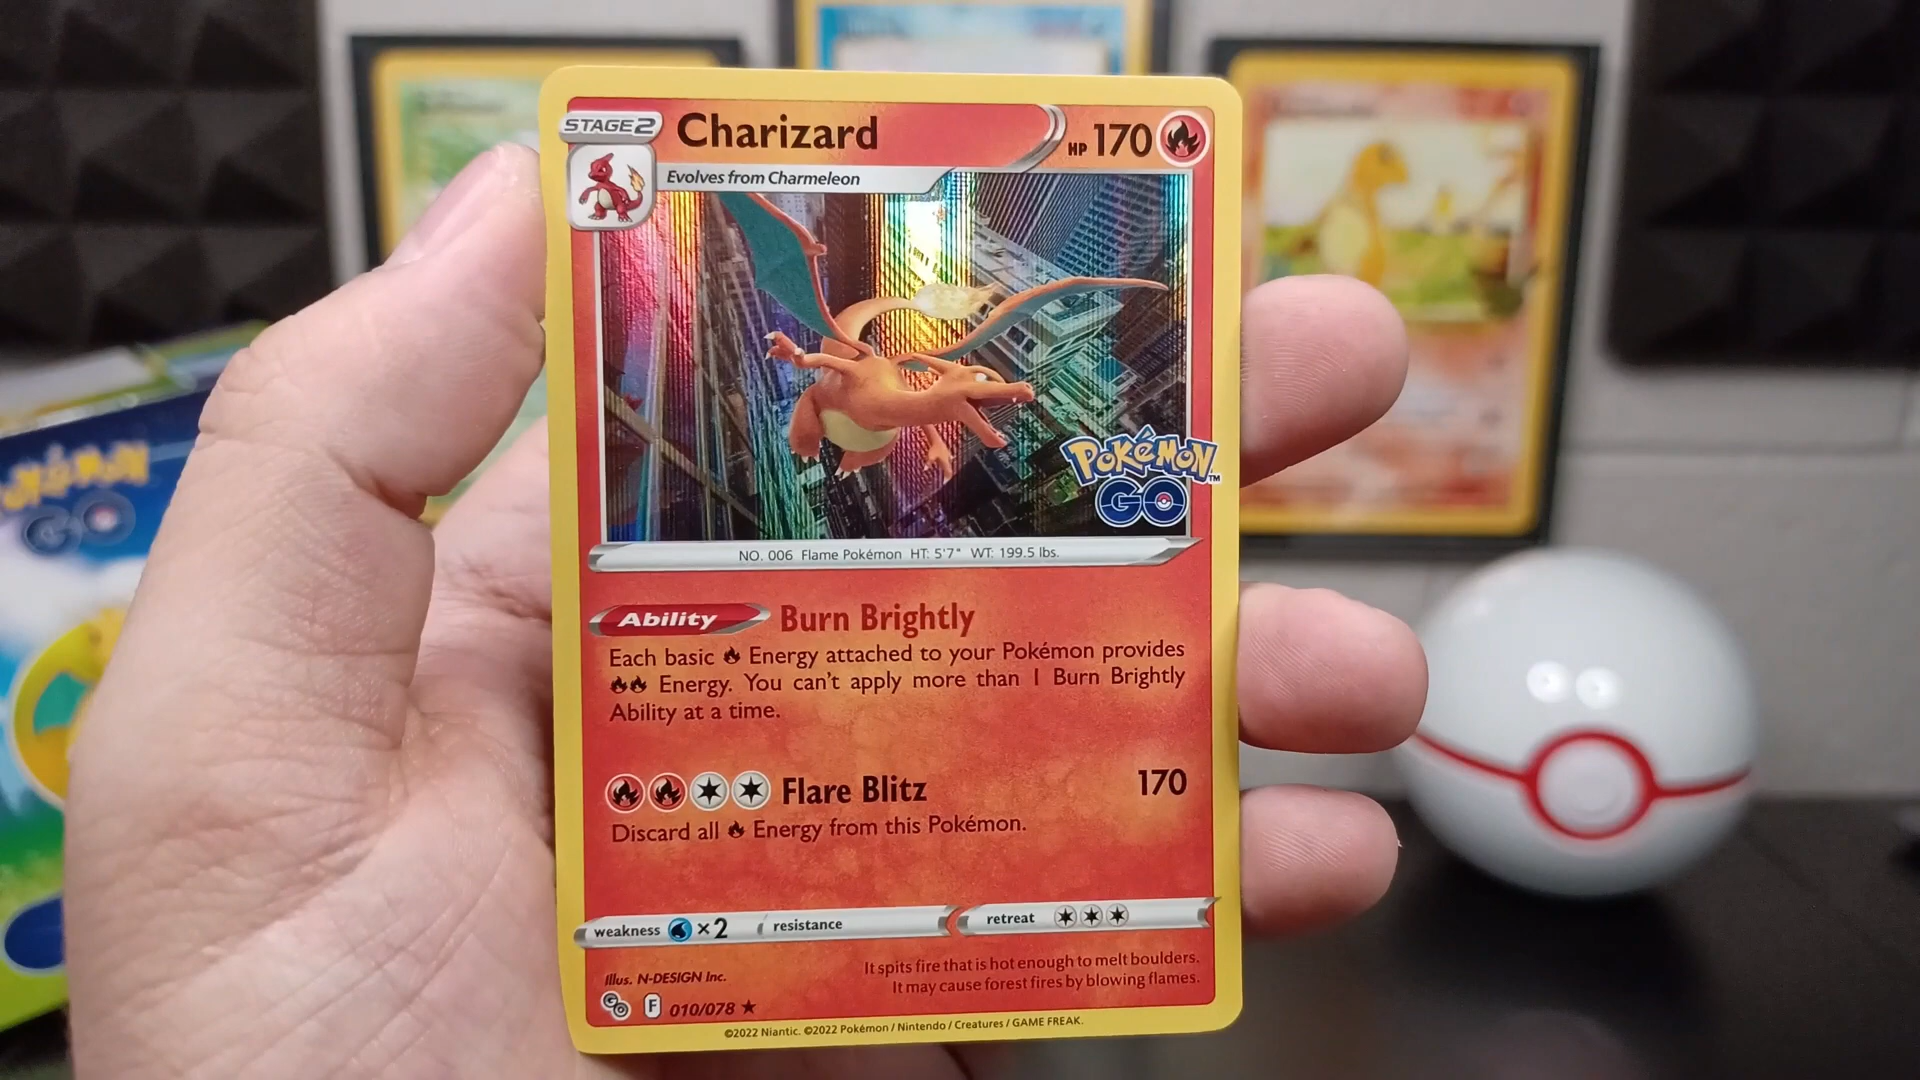 STAGE2 Charizard HP 170
Evolves from Charmeleon
POKéMON™
GO
NO. 006 Flame Pokémon HT: 5'7" WT: 199.5 lbs.
Ability Burn Brightly
Each basic Energy attached to your Pokémon provides
Energy. You can't apply more than 1 Burn Brightly
Ability at a time.
Flare Blitz 170
Discard all Energy from this Pokémon.
weakness ×2 resistance retreat
It spits fire that is hot enough to melt boulders.
It may cause forest fires by blowing flames.
Illus. N-DESIGN Inc.
GO F 010/078 ★
©2022 Niantic. ©2022 Pokémon / Nintendo / Creatures / GAME FREAK.
POKéMON
GO